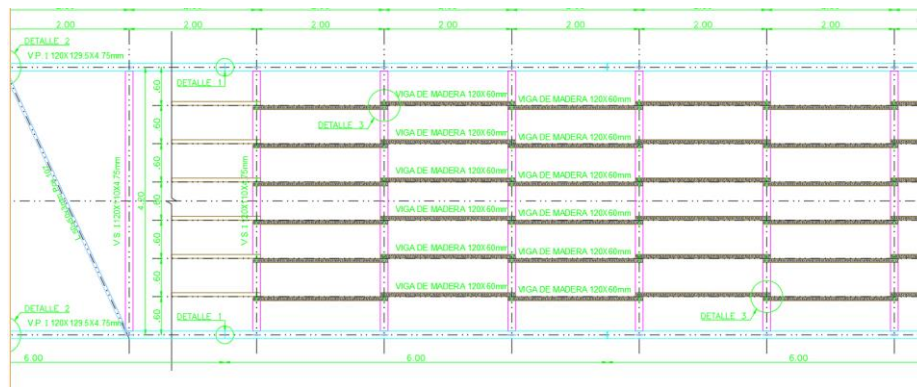 2.00 2.00 2.00 2.00 2.00 2.00 2.00
DETALLE 2
V.P. I 120X129.5X4.75mm
DETALLE 1
VIGA DE MADERA 120X60mm VIGA DE MADERA 120X60mm
DETALLE 3
VIGA DE MADERA 120X60mm VIGA DE MADERA 120X60mm
VIGA DE MADERA 120X60mm VIGA DE MADERA 120X60mm
VIGA DE MADERA 120X60mm VIGA DE MADERA 120X60mm
VIGA DE MADERA 120X60mm VIGA DE MADERA 120X60mm
VIGA DE MADERA 120X60mm VIGA DE MADERA 120X60mm
.60
.60
.60
.60
.60
.60
.60
4.20
DETALLE 2
V.P. I 120X129.5X4.75mm
DETALLE 1
DETALLE 3
6.00 6.00 6.00